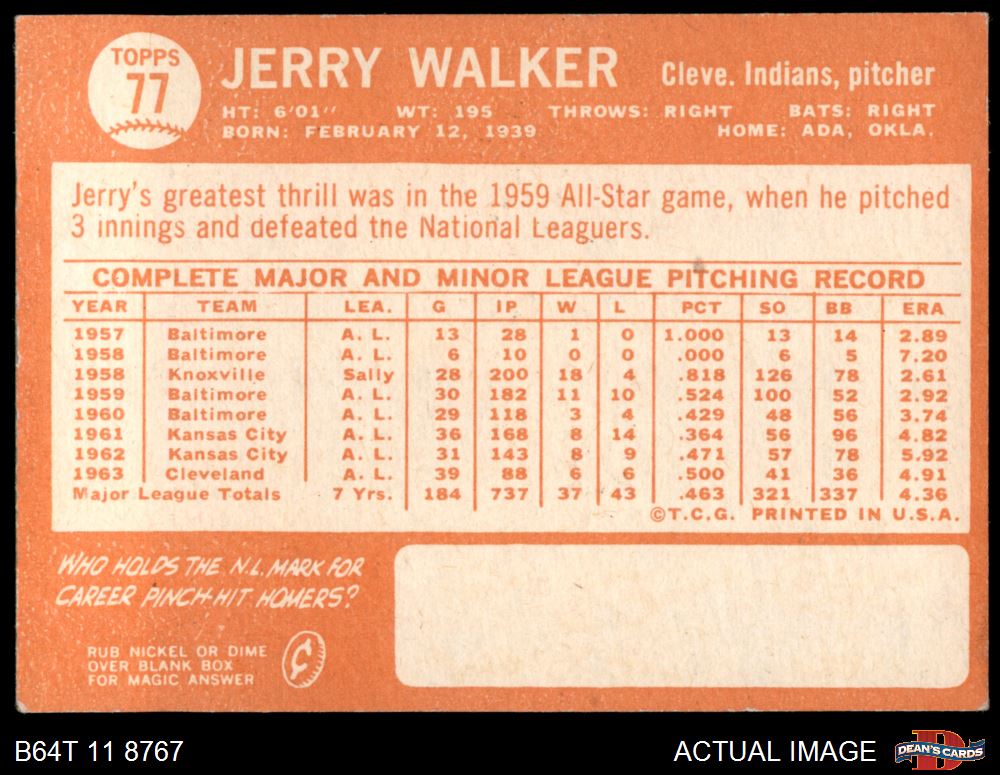 TOPPS
77
JERRY WALKER Cleve. Indians, pitcher
HT: 6'01'' WT: 195 THROWS: RIGHT BATS: RIGHT
BORN: FEBRUARY 12, 1939 HOME: ADA, OKLA.
Jerry's greatest thrill was in the 1959 All-Star game, when he pitched
3 innings and defeated the National Leaguers.
COMPLETE MAJOR AND MINOR LEAGUE PITCHING RECORD
YEAR TEAM LEA. G IP W L PCT SO BB ERA
1957 Baltimore A. L. 13 28 1 0 1.000 13 14 2.89
1958 Baltimore A. L. 6 10 0 0 .000 6 5 7.20
1958 Knoxville Sally 28 200 18 4 .818 126 78 2.61
1959 Baltimore A. L. 30 182 11 10 .524 100 52 2.92
1960 Baltimore A. L. 29 118 3 4 .429 48 56 3.74
1961 Kansas City A. L. 36 168 8 14 .364 56 96 4.82
1962 Kansas City A. L. 31 143 8 9 .471 57 78 5.92
1963 Cleveland A. L. 39 88 6 6 .500 41 36 4.91
Major League Totals 7 Yrs. 184 737 37 43 .463 321 337 4.36
©T.C.G. PRINTED IN U.S.A.
WHO HOLDS THE N.L. MARK FOR
CAREER PINCH-HIT HOMERS?
RUB NICKEL OR DIME
OVER BLANK BOX
FOR MAGIC ANSWER
¢
B64T 11 8767 ACTUAL IMAGE D DEAN'S CARDS